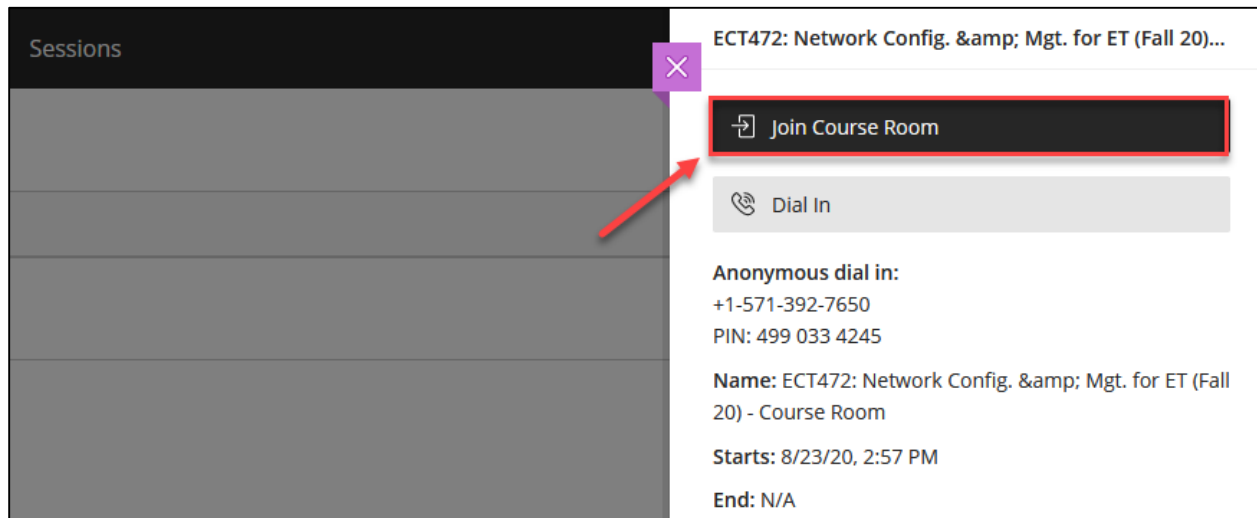 Sessions
ECT472: Network Config. &amp; Mgt. for ET (Fall 20)...
Join Course Room
Dial In
Anonymous dial in:
+1-571-392-7650
PIN: 499 033 4245
Name: ECT472: Network Config. &amp; Mgt. for ET (Fall
20) - Course Room
Starts: 8/23/20, 2:57 PM
End: N/A